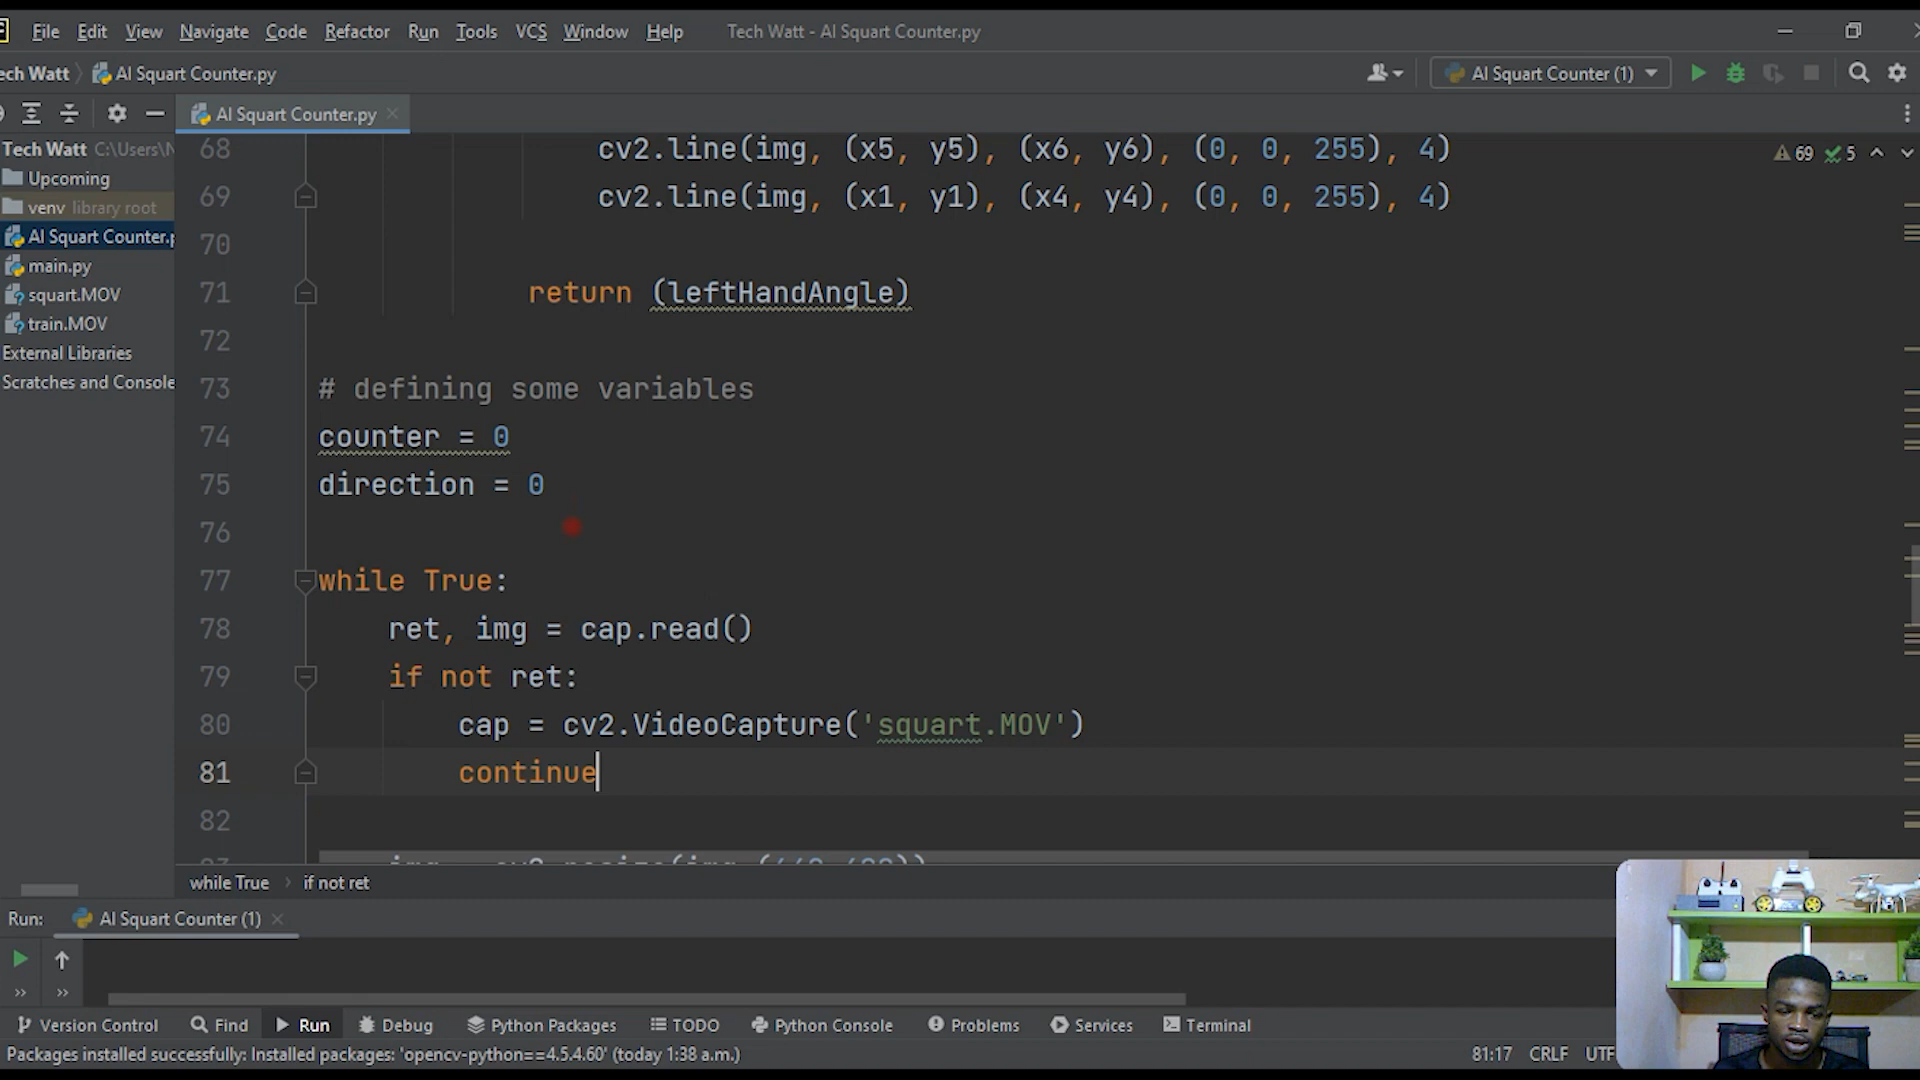 File Edit View Navigate Code Refactor Run Tools VCS Window Help Tech Watt - AI Squart Counter.py
ech Watt AI Squart Counter.py AI Squart Counter (1)
AI Squart Counter.py
Tech Watt C:\Users\N
Upcoming
venv library root
AI Squart Counter.p
main.py
squart.MOV
train.MOV
External Libraries
Scratches and Console
69 5
68 cv2.line(img, (x5, y5), (x6, y6), (0, 0, 255), 4)
69 cv2.line(img, (x1, y1), (x4, y4), (0, 0, 255), 4)
70
71 return (leftHandAngle)
72
73 # defining some variables
74 counter = 0
75 direction = 0
76
77 while True:
78 ret, img = cap.read()
79 if not ret:
80 cap = cv2.VideoCapture('squart.MOV')
81 continue
82
while True › if not ret
Run: AI Squart Counter (1)
Version Control Find Run Debug Python Packages TODO Python Console Problems Services Terminal
Packages installed successfully: Installed packages: 'opencv-python==4.5.4.60' (today 1:38 a.m.) 81:17 CRLF UTF